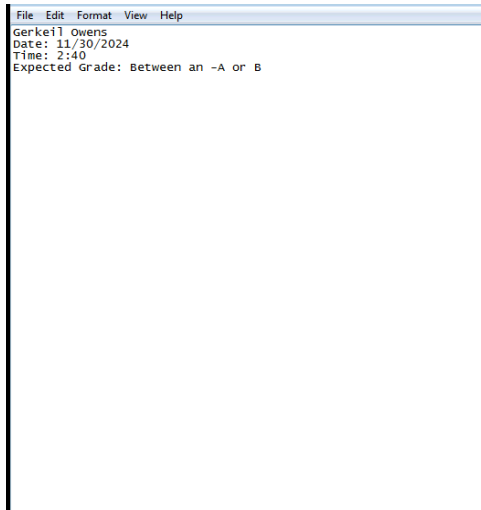 File Edit Format View Help
Gerkeil Owens
Date: 11/30/2024
Time: 2:40
Expected Grade: Between an -A or B